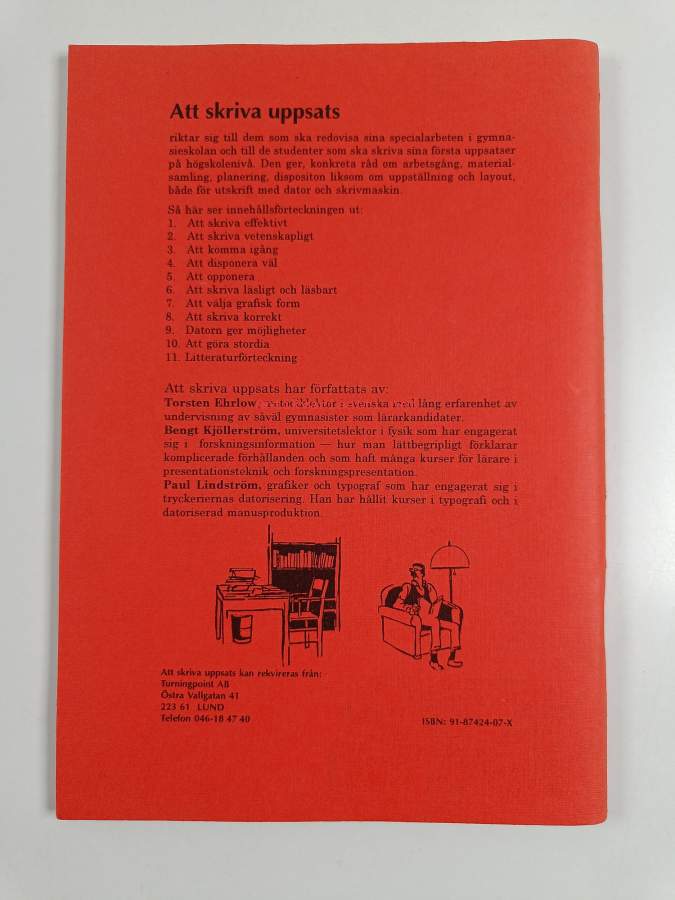 Att skriva uppsats
riktar sig till dem som ska redovisa sina specialarbeten i gymna-
sieskolan och till de studenter som ska skriva sina första uppsatser
på högskolenivå. Den ger, konkreta råd om arbetsgång, material-
samling, planering, dispositon liksom om uppställning och layout,
både för utskrift med dator och skrivmaskin.
Så här ser innehållsförteckningen ut:
1. Att skriva effektivt
2. Att skriva vetenskapligt
3. Att komma igång
4. Att disponera väl
5. Att opponera
6. Att skriva läsligt och läsbart
7. Att välja grafisk form
8. Att skriva korrekt
9. Datorn ger möjligheter
10. Att göra stordia
11. Litteraturförteckning
Att skriva uppsats har författats av:
Torsten Ehrlow, i svenska med lång erfarenhet av
undervisning av såväl gymnasister som lärarkandidater.
Bengt Kjöllerström, universitetslektor i fysik som har engagerat
sig i forskningsinformation — hur man lättbegripligt förklarar
komplicerade förhållanden och som haft många kurser för lärare i
presentationsteknik och forskningspresentation.
Paul Lindström, grafiker och typograf som har engagerat sig i
tryckeriernas datorisering. Han har hållit kurser i typografi och i
datoriserad manusproduktion.
Att skriva uppsats kan rekvireras från:
Turningpoint AB
Östra Vallgatan 41
223 61 LUND
Telefon 046-18 47 40
ISBN: 91-87424-07-X